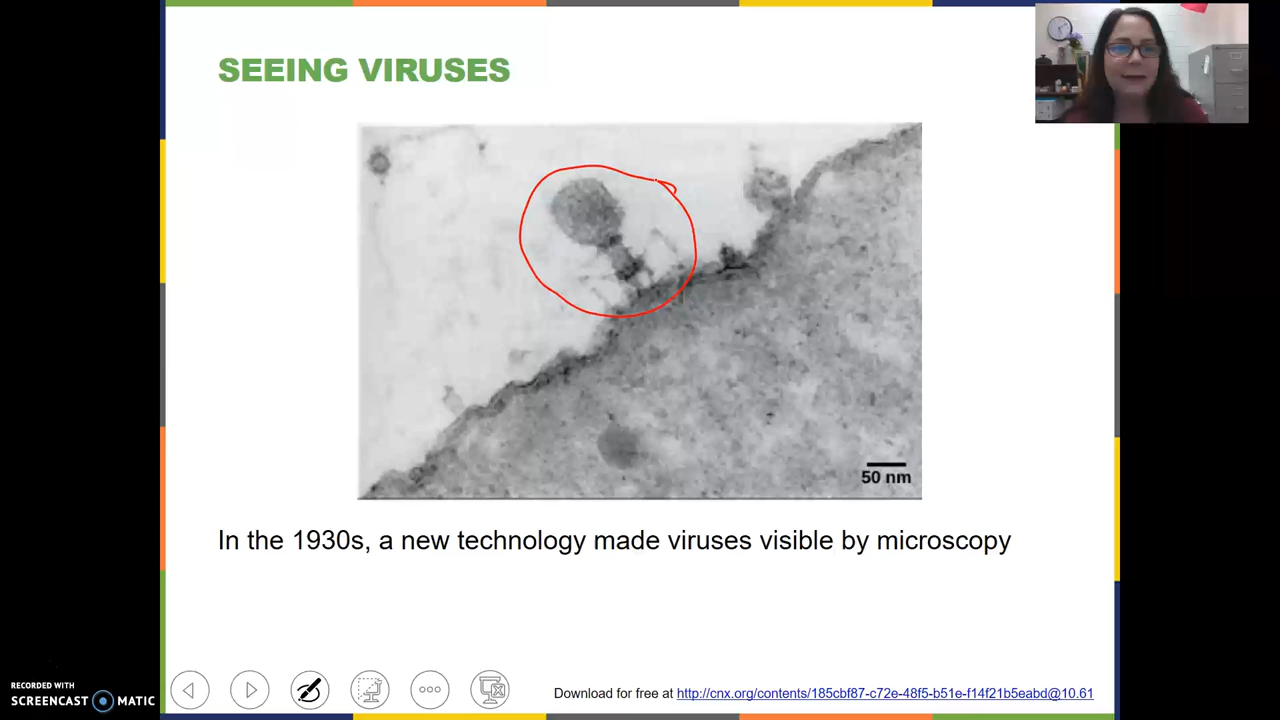 SEEING VIRUSES
50 nm
In the 1930s, a new technology made viruses visible by microscopy
RECORDED WITH
SCREENCAST MATIC
Download for free at http://cnx.org/contents/185cbf87-c72e-48f5-b51e-f14f21b5eabd@10.61